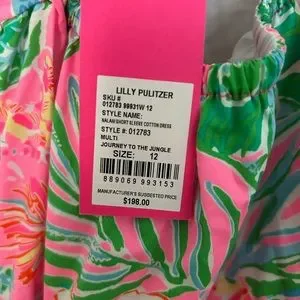 LILLY PULITZER
SKU #
012783 99931W 12
STYLE NAME:
NALANI SHORT SLEEVE COTTON DRESS
STYLE #: 012783
MULTI
JOURNEY TO THE JUNGLE
SIZE: 12
889069 993153
MANUFACTURER'S SUGGESTED PRICE
$198.00